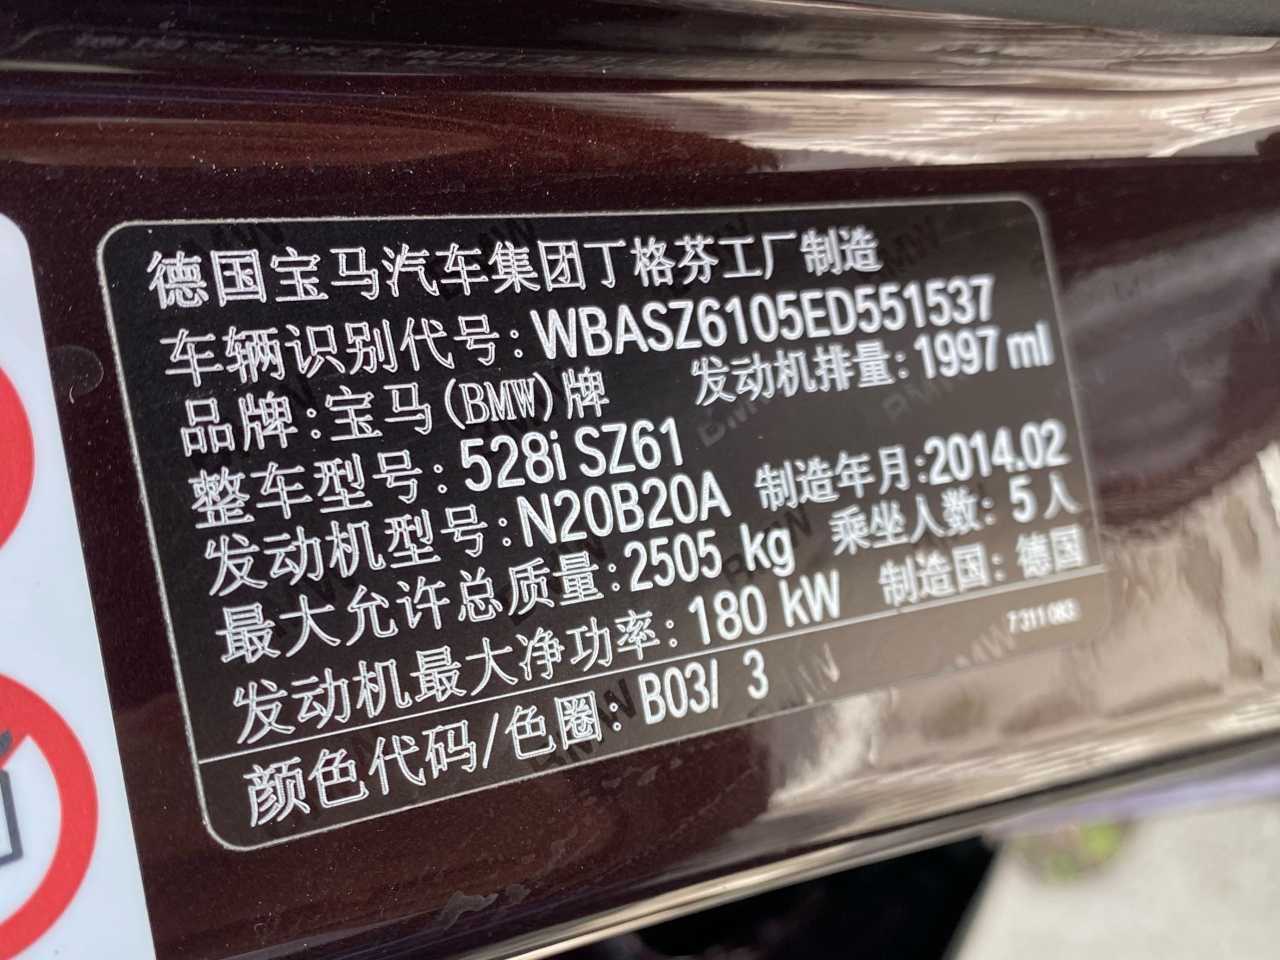 德国宝马汽车集团丁格芬工厂制造
车辆识别代号:WBASZ6105ED551537
品牌:宝马(BMW)牌 发动机排量:1997 ml
整车型号:528i SZ61
发动机型号:N20B20A 制造年月:2014.02
最大允许总质量:2505 kg 乘坐人数:5人
发动机最大净功率:180 kW 制造国:德国
7 311 083
颜色代码/色圈:B03/ 3